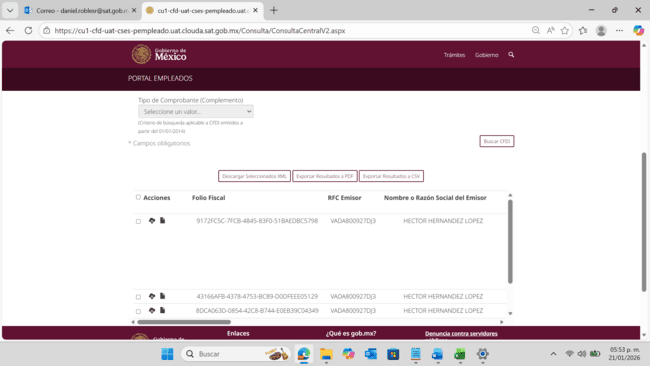 Correo - daniel.roblesr@sat.gob.m
cu1-cfd-uat-cses-pempleado.uat.c
https://cu1-cfd-uat-cses-pempleado.uat.clouda.sat.gob.mx/Consulta/ConsultaCentralV2.aspx
Gobierno de
México
Trámites
Gobierno
PORTAL EMPLEADOS
Tipo de Comprobante (Complemento)
Seleccione un valor...
(Criterio de búsqueda aplicable a CFDI emitidos a
partir del 01/01/2014)
* Campos obligatorios
Buscar CFDI
Descargar Seleccionados XML
Exportar Resultados a PDF
Exportar Resultados a CSV
Acciones Folio Fiscal RFC Emisor Nombre o Razón Social del Emisor
9172FC5C-7FCB-4845-83F0-51BAEDBC5798 VADA800927DJ3 HECTOR HERNANDEZ LOPEZ
43166AFB-4378-4753-BC89-D0DFEEE05129 VADA800927DJ3 HECTOR HERNANDEZ LOPEZ
8DCA063D-0854-42C8-B744-E0EB39C04349 VADA800927DJ3 HECTOR HERNANDEZ LOPEZ
Gobierno de
Enlaces
¿Qué es gob.mx?
Denuncia contra servidores
Buscar
05:53 p. m.
21/01/2026